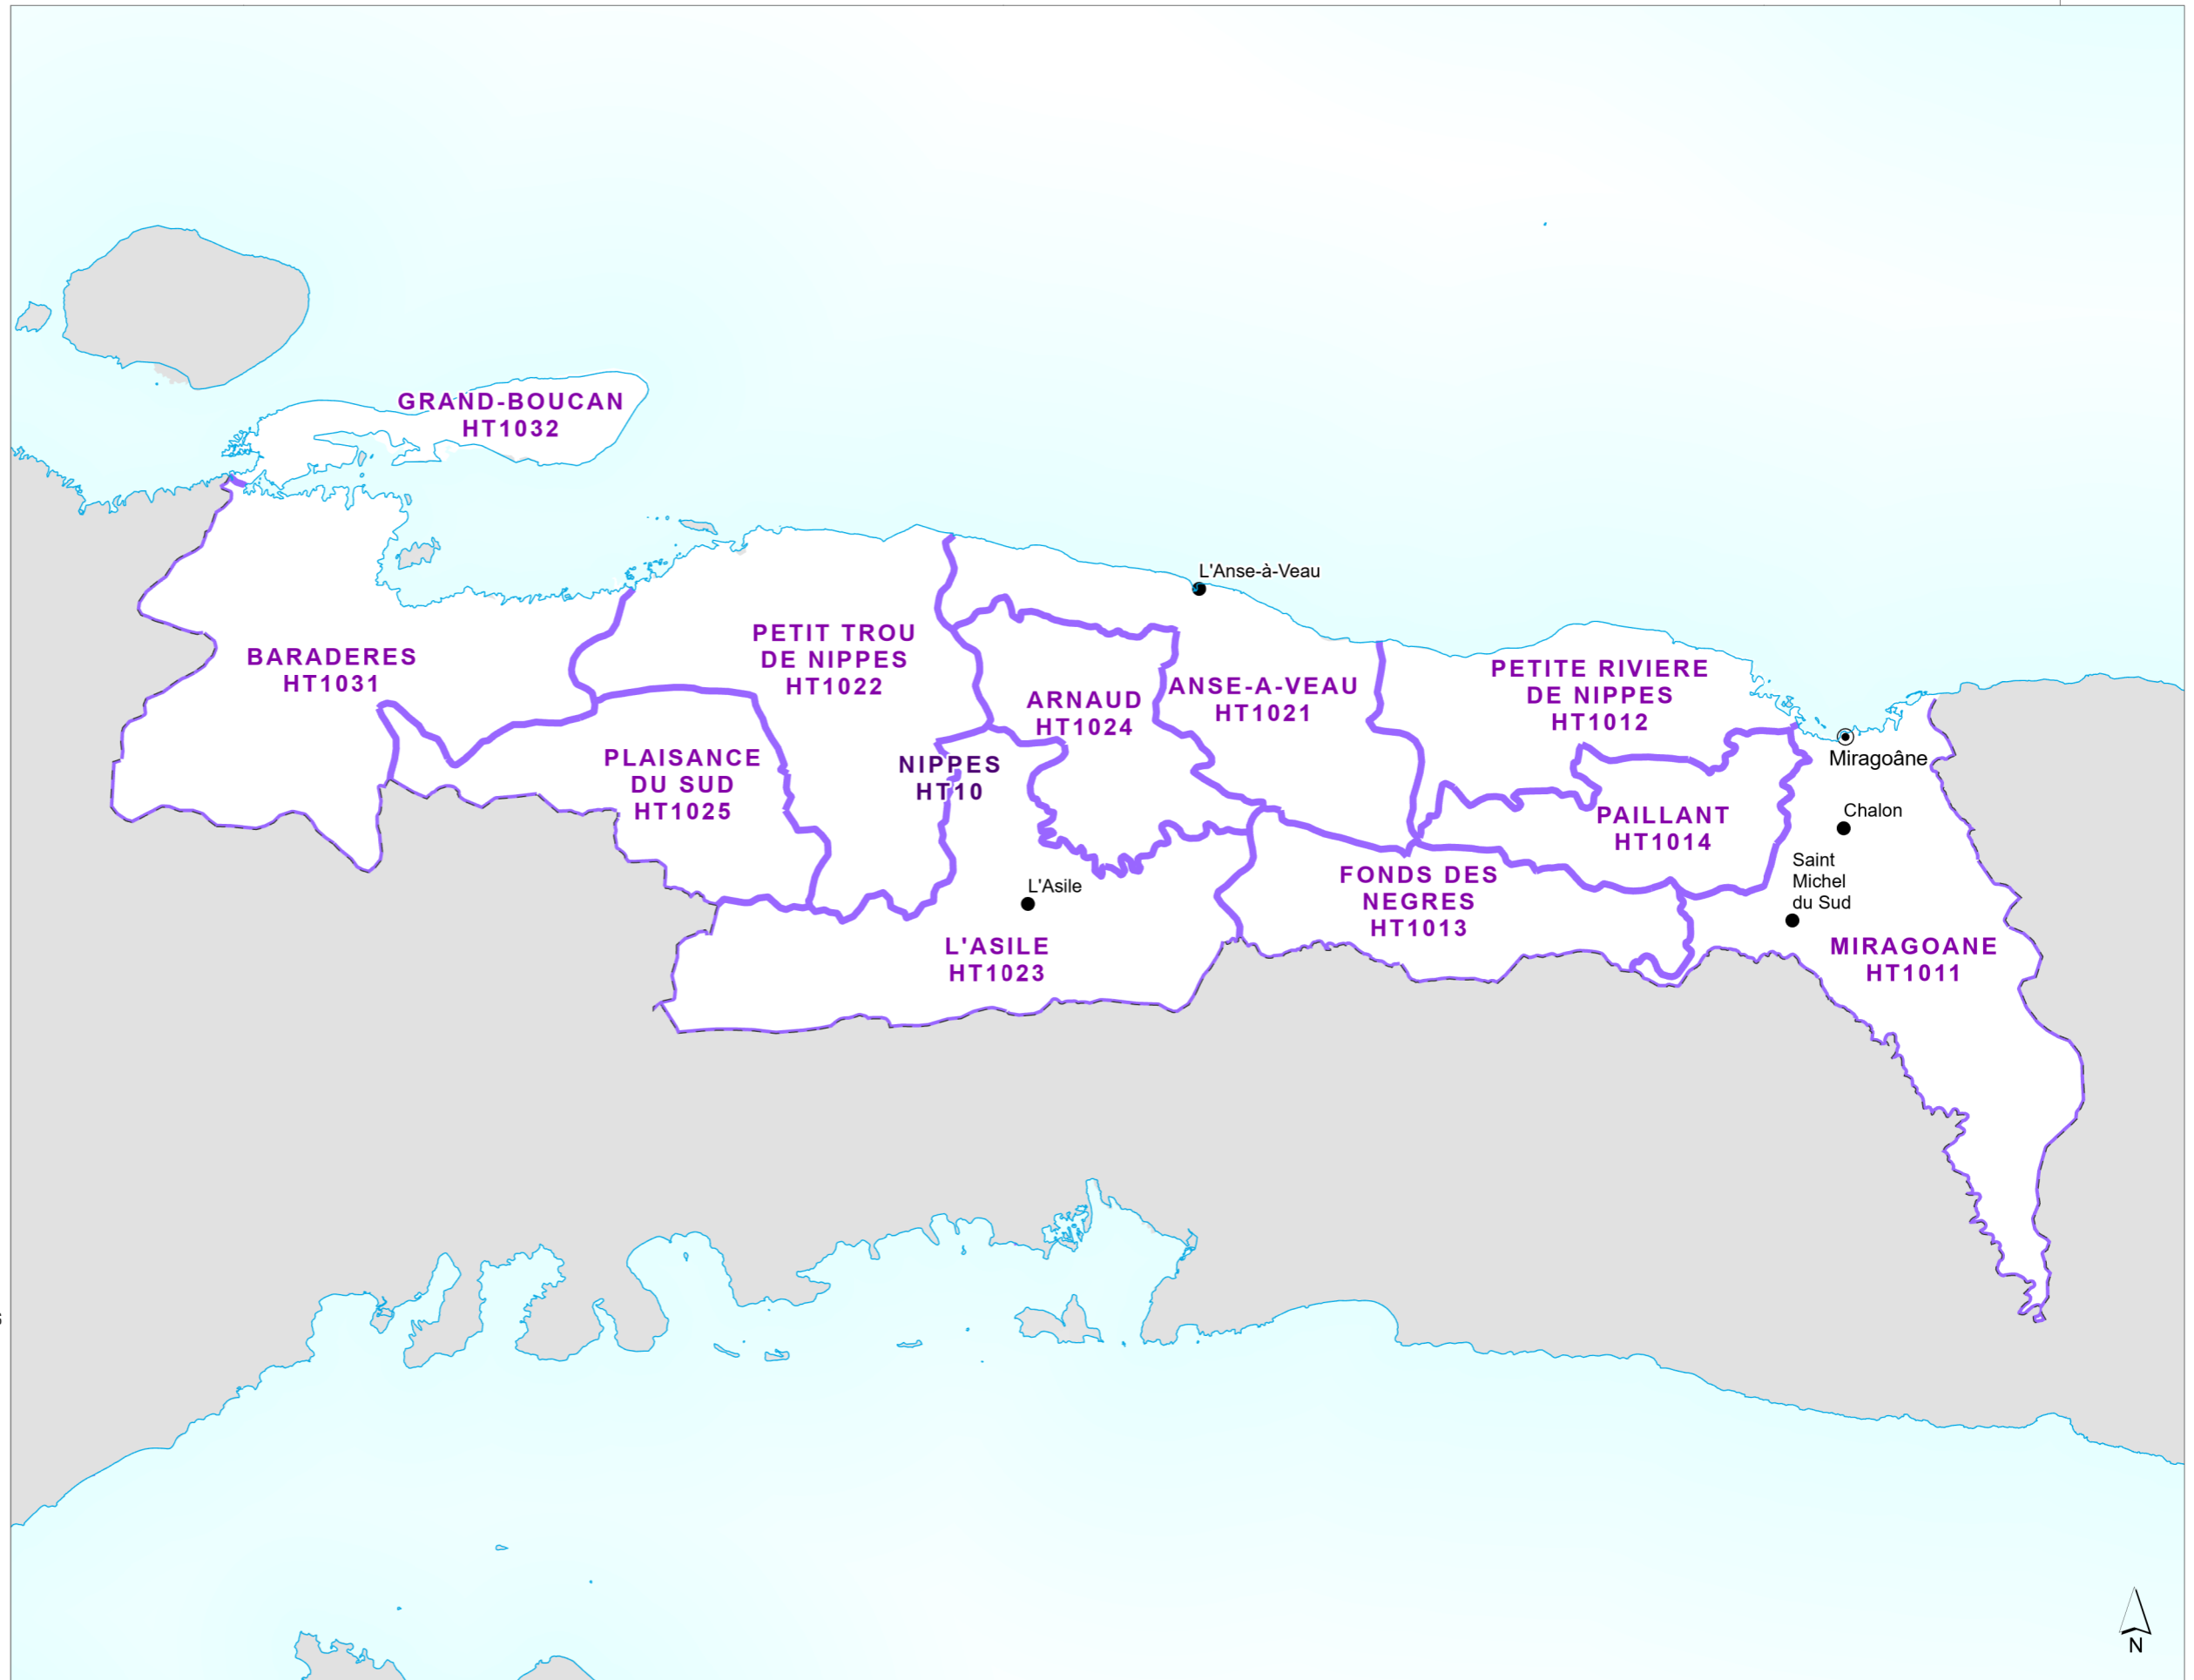 GRAND-BOUCAN
HT1032
L'Anse-à-Veau
PETIT TROU
DE NIPPES
HT1022
BARADERES
HT1031
ARNAUD
HT1024
ANSE-A-VEAU
HT1021
PETITE RIVIERE
DE NIPPES
HT1012
PLAISANCE
DU SUD
HT1025
NIPPES
HT10
Miragoâne
PAILLANT
HT1014
Chalon
Saint
Michel
du Sud
FONDS DES
NEGRES
HT1013
L'Asile
L'ASILE
HT1023
MIRAGOANE
HT1011
N